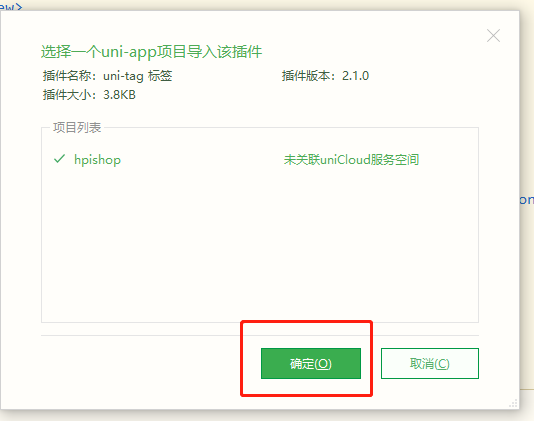 ew>
选择一个uni-app项目导入该插件
插件名称： uni-tag 标签 插件版本： 2.1.0
插件大小： 3.8KB
项目列表
hpishop 未关联uniCloud服务空间
on
确定(O) 取消(C)